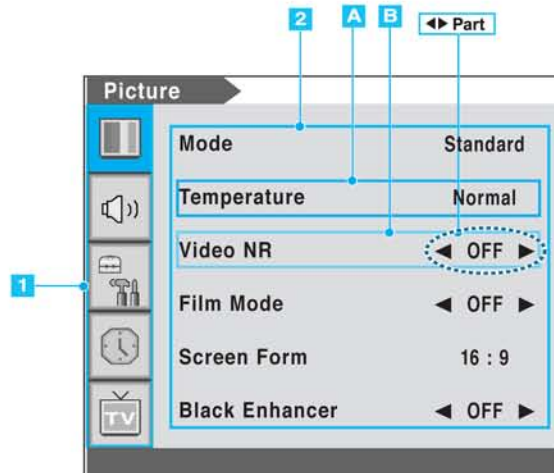 2 A B ◀▶ Part
Picture
Mode Standard
Temperature Normal
Video NR ◀ OFF ▶
1
Film Mode ◀ OFF ▶
Screen Form 16 : 9
TV
Black Enhancer ◀ OFF ▶